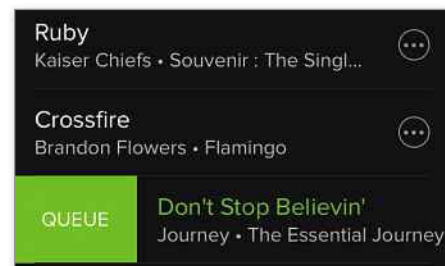 Ruby
Kaiser Chiefs • Souvenir : The Singl...
Crossfire
Brandon Flowers • Flamingo
QUEUE
Don't Stop Believin'
Journey • The Essential Journey